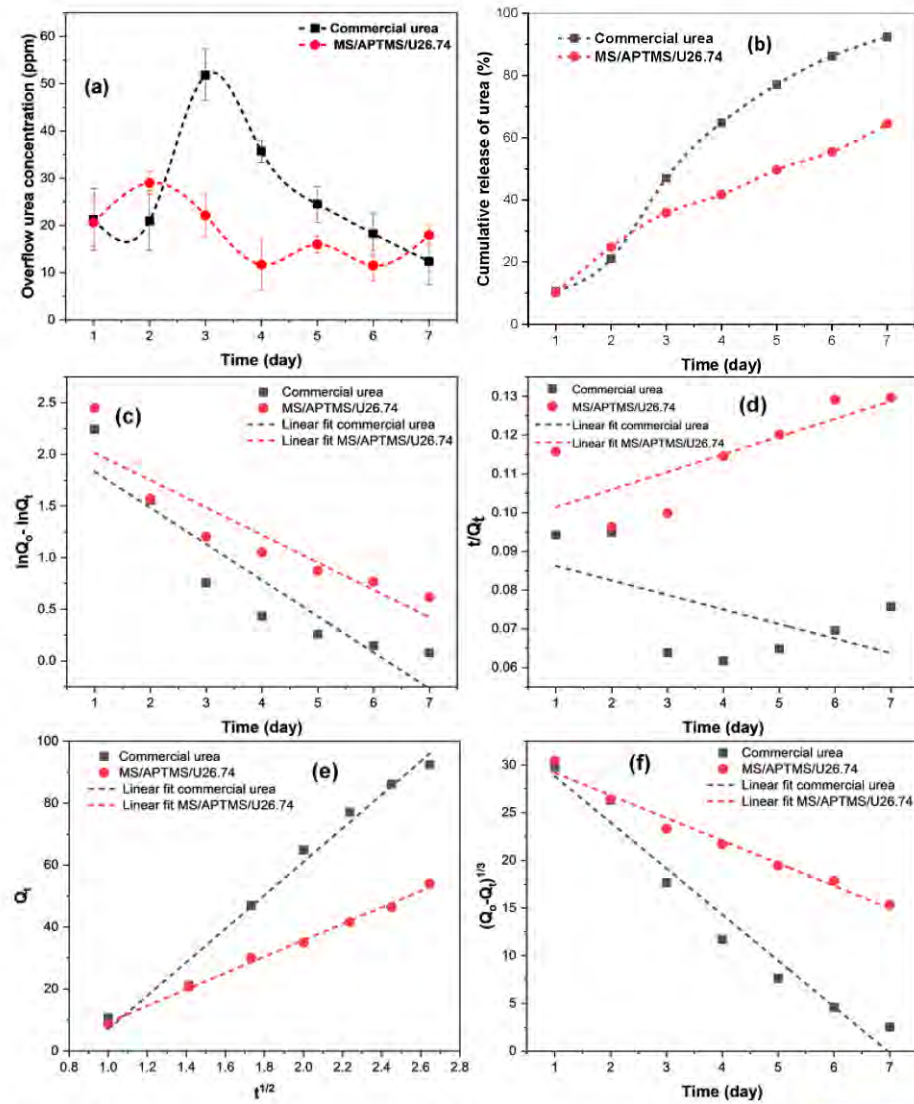 Commercial urea
MS/APTMS/U26.74
(a)
Overflow urea concentration (ppm)
60
50
40
30
20
10
0
1 2 3 4 5 6 7
Time (day)
Commercial urea
MS/APTMS/U26.74
(b)
Cumulative release of urea (%)
100
80
60
40
20
0
1 2 3 4 5 6 7
Time (day)
Commercial urea
MS/APTMS/U26.74
Linear fit commercial urea
Linear fit MS/APTMS/U26.74
(c)
lnQo- lnQt
2.5
2.0
1.5
1.0
0.5
0.0
1 2 3 4 5 6 7
Time (day)
Commercial urea
MS/APTMS/U26.74
Linear fit commercial urea
Linear fit MS/APTMS/U26.74
(d)
t/Qt
0.13
0.12
0.11
0.10
0.09
0.08
0.07
0.06
1 2 3 4 5 6 7
Time (day)
Commercial urea
MS/APTMS/U26.74
Linear fit commercial urea
Linear fit MS/APTMS/U26.74
(e)
Qt
100
80
60
40
20
0
0.8 1.0 1.2 1.4 1.6 1.8 2.0 2.2 2.4 2.6 2.8
t1/2
Commercial urea
MS/APTMS/U26.74
Linear fit commercial urea
Linear fit MS/APTMS/U26.74
(f)
(Qo-Qt)1/3
30
25
20
15
10
5
0
1 2 3 4 5 6 7
Time (day)